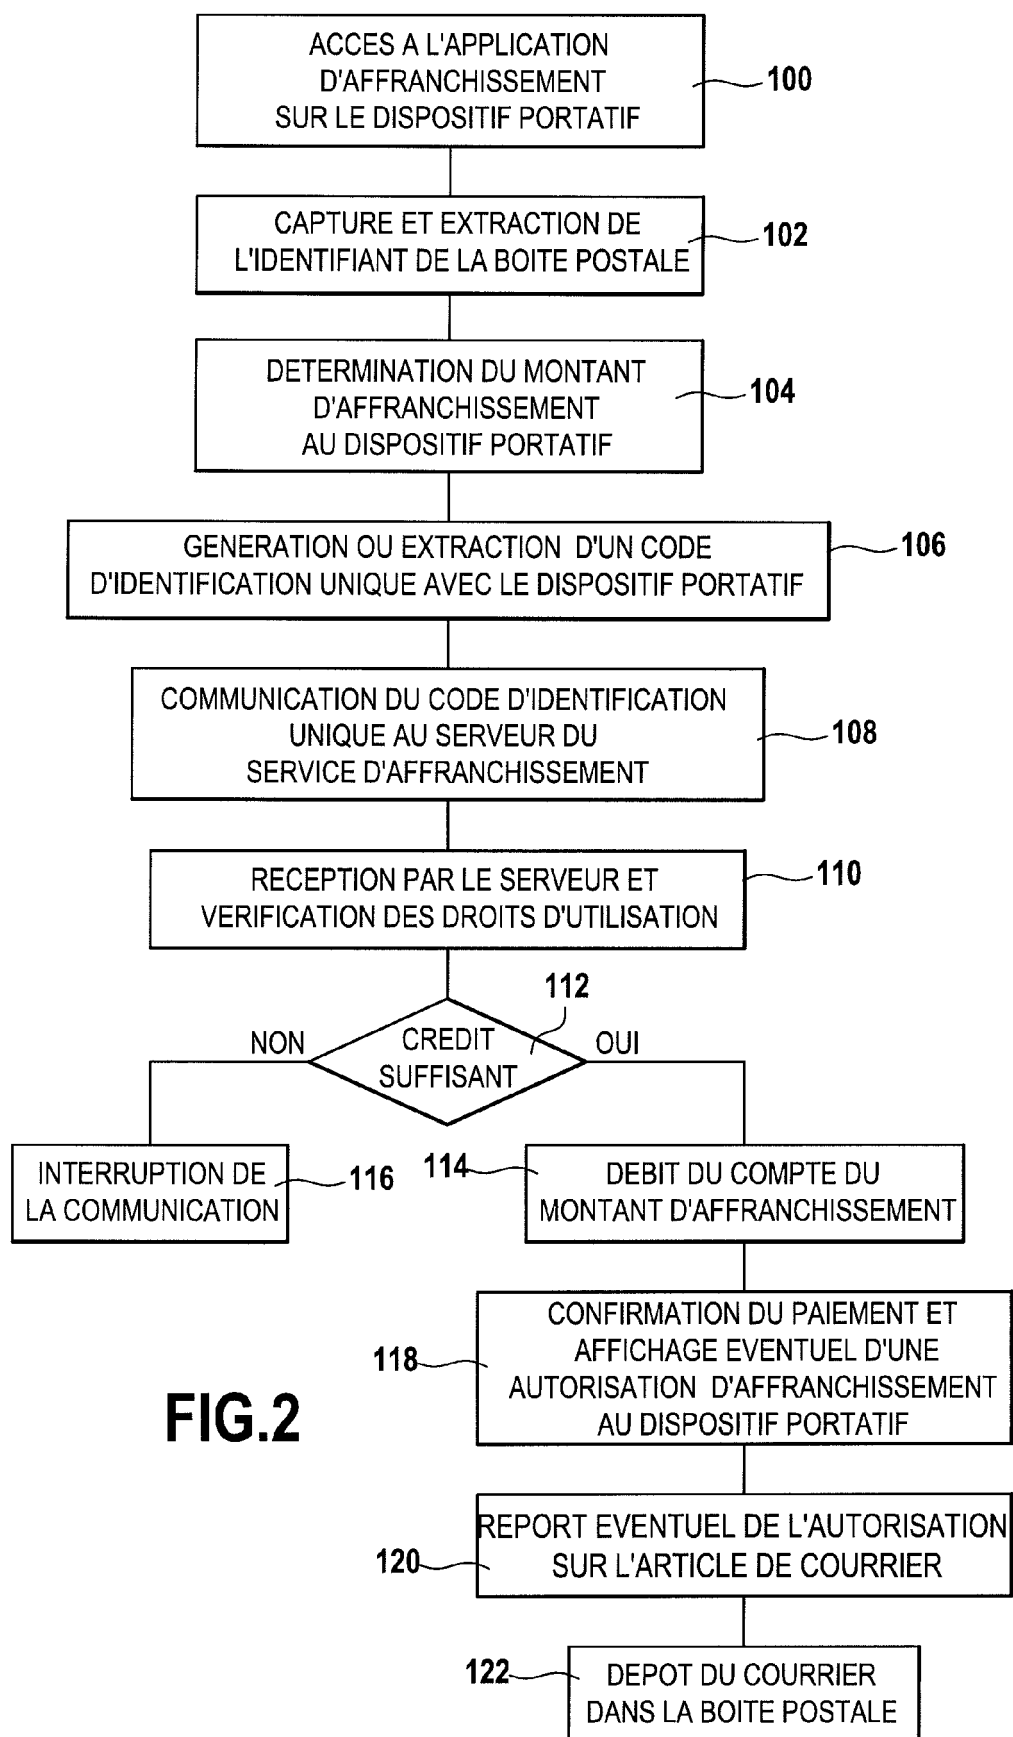 ACCES A L'APPLICATION
D'AFFRANCHISSEMENT
SUR LE DISPOSITIF PORTATIF
100
CAPTURE ET EXTRACTION DE
L'IDENTIFIANT DE LA BOITE POSTALE
102
DETERMINATION DU MONTANT
D'AFFRANCHISSEMENT
AU DISPOSITIF PORTATIF
104
GENERATION OU EXTRACTION D'UN CODE
D'IDENTIFICATION UNIQUE AVEC LE DISPOSITIF PORTATIF
106
COMMUNICATION DU CODE D'IDENTIFICATION
UNIQUE AU SERVEUR DU
SERVICE D'AFFRANCHISSEMENT
108
RECEPTION PAR LE SERVEUR ET
VERIFICATION DES DROITS D'UTILISATION
110
112
NON
CREDIT
SUFFISANT
OUI
INTERRUPTION DE
LA COMMUNICATION
116
114
DEBIT DU COMPTE DU
MONTANT D'AFFRANCHISSEMENT
118
CONFIRMATION DU PAIEMENT ET
AFFICHAGE EVENTUEL D'UNE
AUTORISATION D'AFFRANCHISSEMENT
AU DISPOSITIF PORTATIF
FIG.2
120
REPORT EVENTUEL DE L'AUTORISATION
SUR L'ARTICLE DE COURRIER
122
DEPOT DU COURRIER
DANS LA BOITE POSTALE